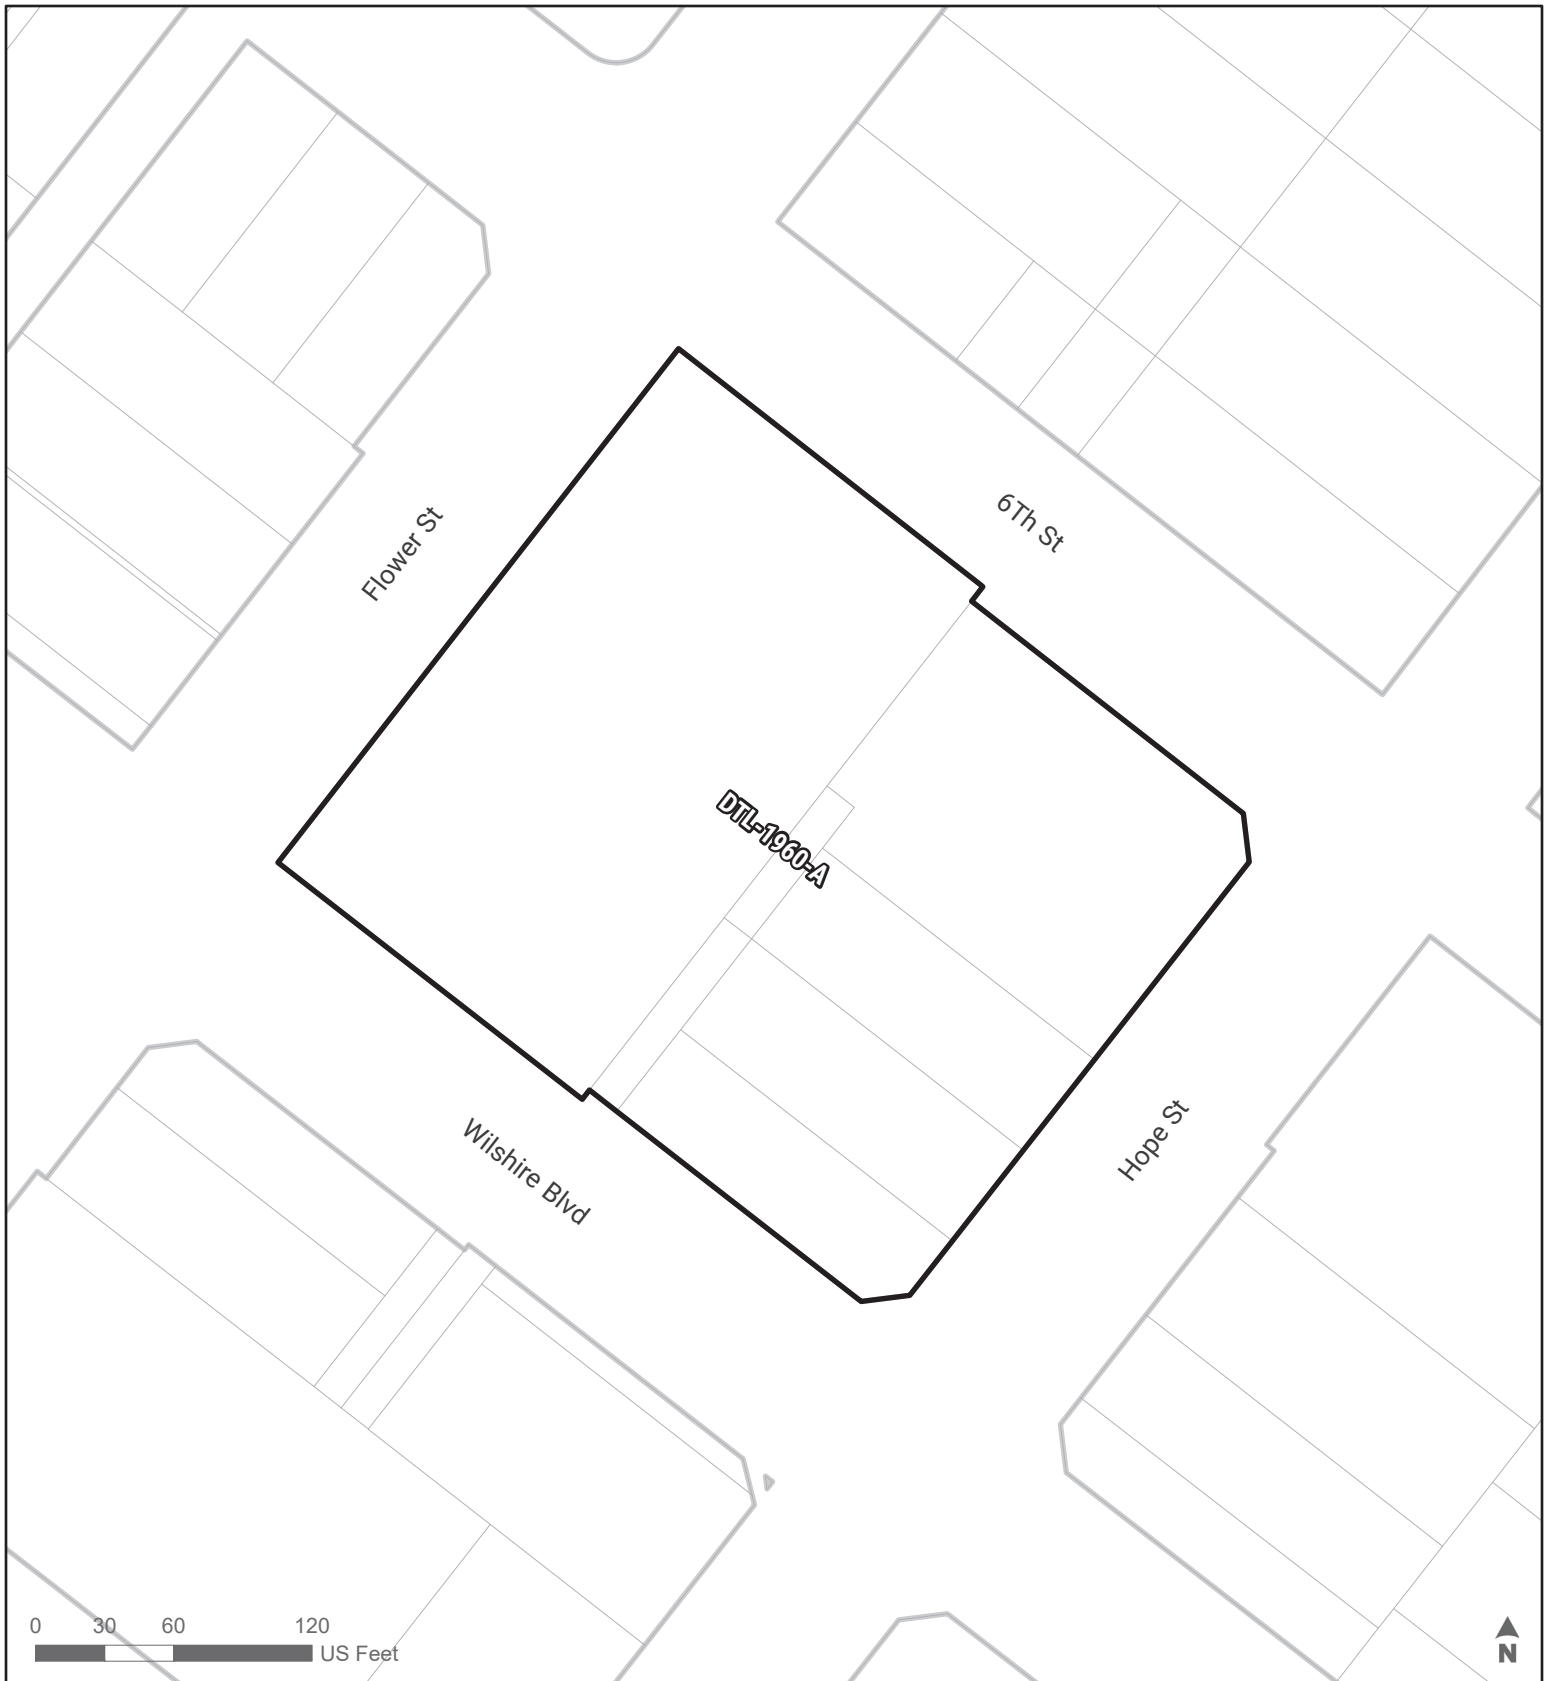 6Th St
Flower St
DTL-1960-A
Hope St
Wilshire Blvd
0 30 60 120
US Feet
N